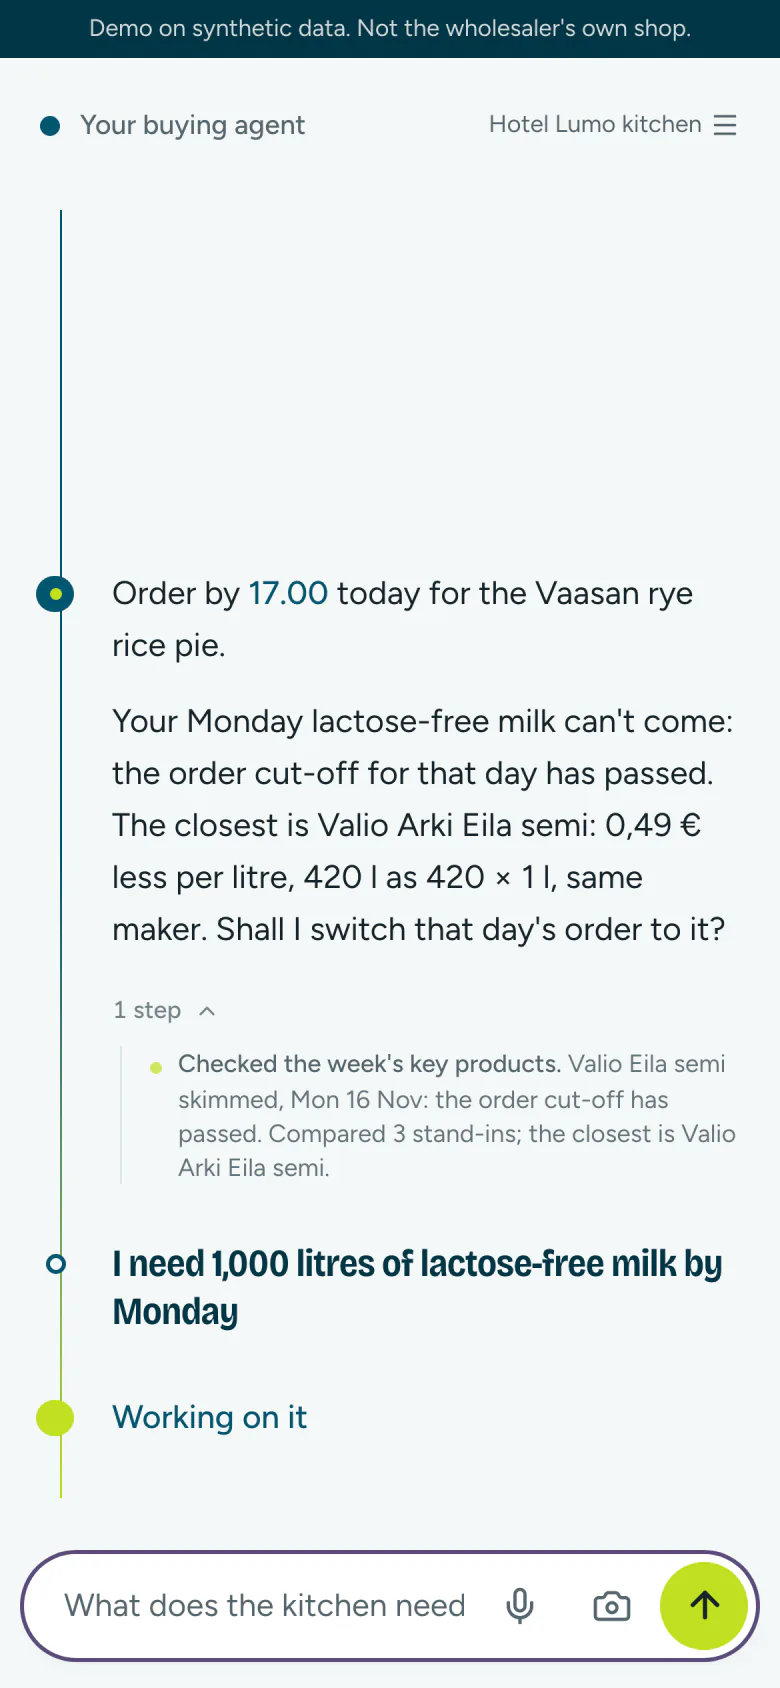 Demo on synthetic data. Not the wholesaler's own shop.
Your buying agent
Hotel Lumo kitchen
Order by 17.00 today for the Vaasan rye
rice pie.
Your Monday lactose-free milk can't come:
the order cut-off for that day has passed.
The closest is Valio Arki Eila semi: 0,49 €
less per litre, 420 l as 420 × 1 l, same
maker. Shall I switch that day's order to it?
1 step
Checked the week's key products. Valio Eila semi
skimmed, Mon 16 Nov: the order cut-off has
passed. Compared 3 stand-ins; the closest is Valio
Arki Eila semi.
I need 1,000 litres of lactose-free milk by
Monday
Working on it
What does the kitchen need